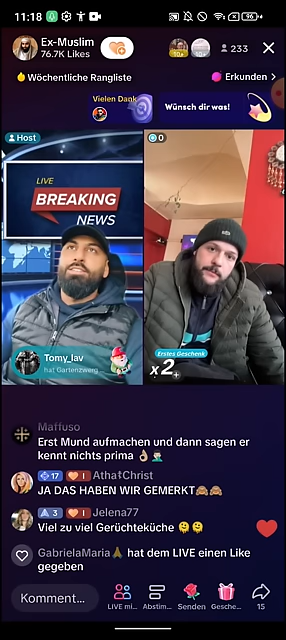 11:18
96
Ex-Muslim
76.7K Likes
10+
10+
233
Wöchentliche Rangliste
Erkunden
Vielen Dank
Wünsch dir was!
Host
0
LIVE
BREAKING
NEWS
Tomy_lav
hat Gartenzwerg
Erstes Geschenk
x2
Maffuso
Erst Mund aufmachen und dann sagen er
kennt nichts prima 👌🏼🤦🏻‍♂️
17 1 Atha†Christ
JA DAS HABEN WIR GEMERKT🙈🙈
3 1 Jelena77
Viel zu viel Gerüchteküche 🫠🫠
GabrielaMaria🙏 hat dem LIVE einen Like
gegeben
Komment...
LIVE mi...
Abstim...
Senden
Gesche...
15